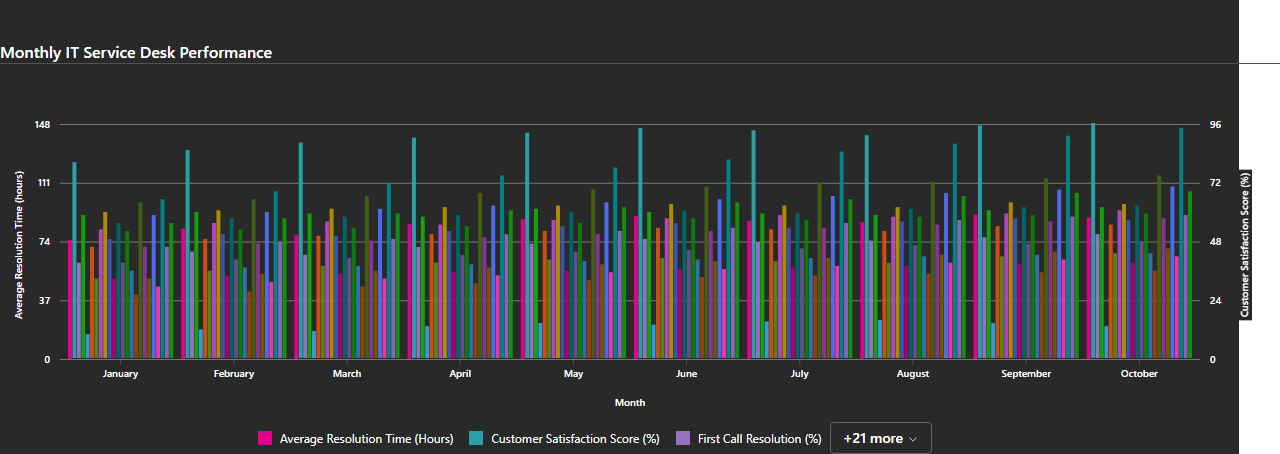 Monthly IT Service Desk Performance
Average Resolution Time (hours)
148
111
74
37
0
96
72
48
24
0
Customer Satisfaction Score (%)
January February March April May June July August September October
Month
Average Resolution Time (Hours) Customer Satisfaction Score (%) First Call Resolution (%) +21 more